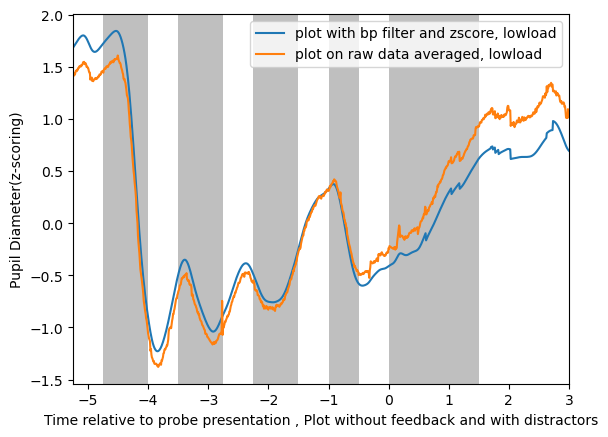 plot with bp filter and zscore, lowload
plot on raw data averaged, lowload
Pupil Diameter(z-scoring)
2.0
1.5
1.0
0.5
0.0
−0.5
−1.0
−1.5
−5 −4 −3 −2 −1 0 1 2 3
Time relative to probe presentation , Plot without feedback and with distractors